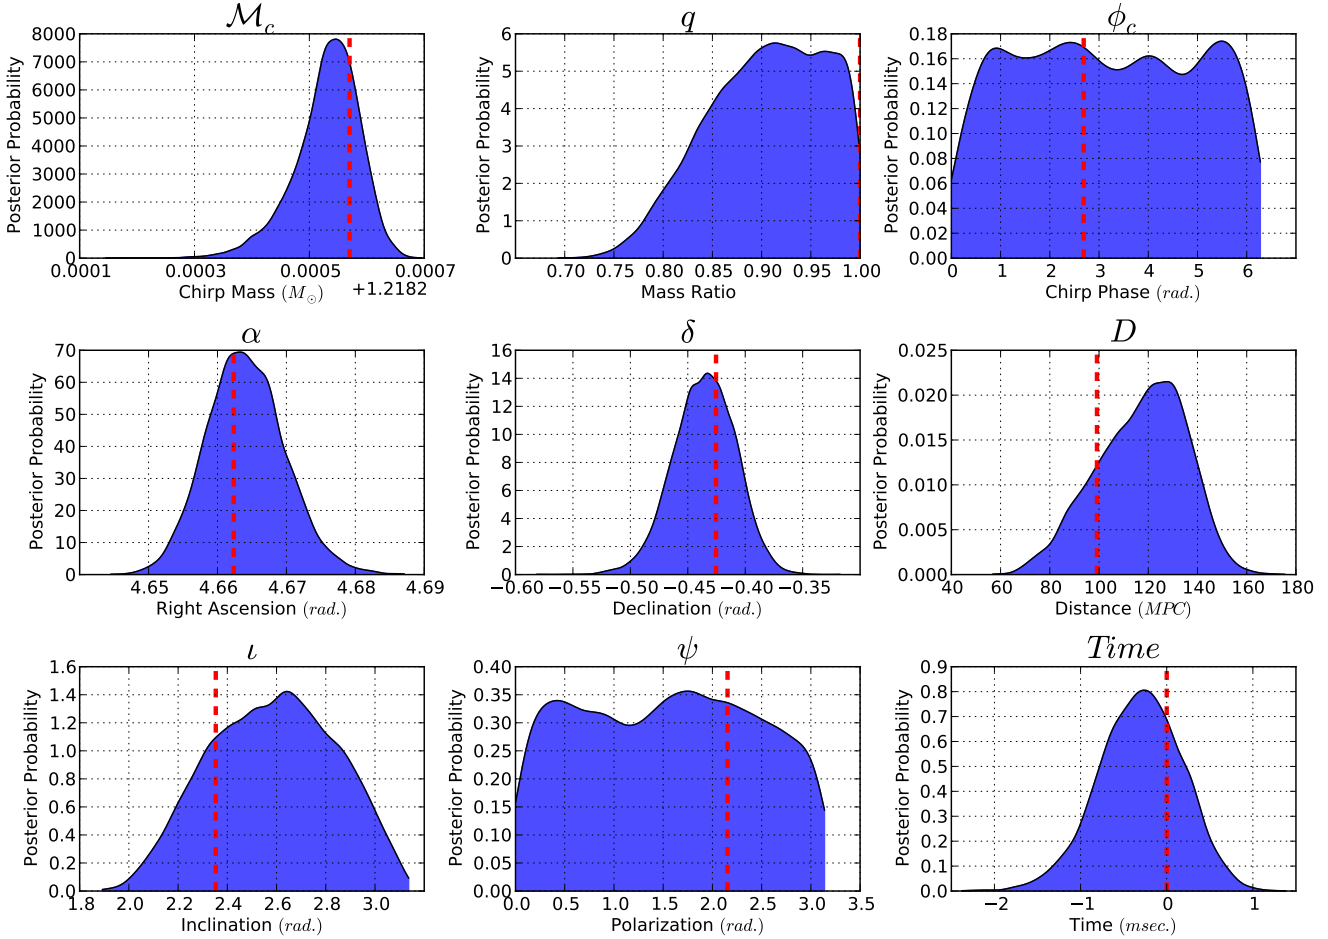 ℳ_c
Posterior Probability
8000
7000
6000
5000
4000
3000
2000
1000
0
0.0001 0.0003 0.0005 0.0007
Chirp Mass (M_⊙) +1.2182
q
Posterior Probability
6
5
4
3
2
1
0
0.70 0.75 0.80 0.85 0.90 0.95 1.00
Mass Ratio
ϕ_c
Posterior Probability
0.18
0.16
0.14
0.12
0.10
0.08
0.06
0.04
0.02
0.00
0 1 2 3 4 5 6
Chirp Phase (rad.)
α
Posterior Probability
70
60
50
40
30
20
10
0
4.65 4.66 4.67 4.68 4.69
Right Ascension (rad.)
δ
Posterior Probability
16
14
12
10
8
6
4
2
0
−0.60 −0.55 −0.50 −0.45 −0.40 −0.35
Declination (rad.)
D
Posterior Probability
0.025
0.020
0.015
0.010
0.005
0.000
40 60 80 100 120 140 160 180
Distance (MPC)
ι
Posterior Probability
1.6
1.4
1.2
1.0
0.8
0.6
0.4
0.2
0.0
1.8 2.0 2.2 2.4 2.6 2.8 3.0
Inclination (rad.)
ψ
Posterior Probability
0.40
0.35
0.30
0.25
0.20
0.15
0.10
0.05
0.00
0.0 0.5 1.0 1.5 2.0 2.5 3.0 3.5
Polarization (rad.)
Time
Posterior Probability
0.9
0.8
0.7
0.6
0.5
0.4
0.3
0.2
0.1
0.0
−2 −1 0 1
Time (msec.)